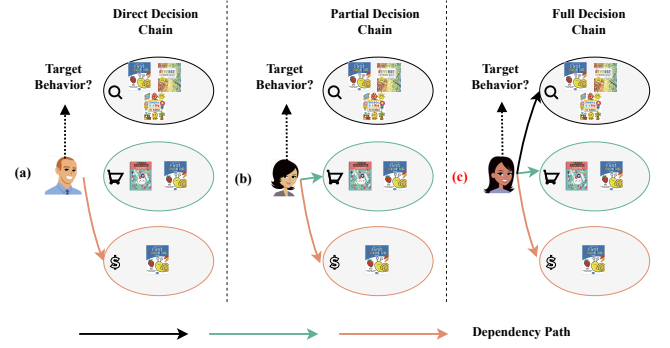 Direct Decision
Chain
Partial Decision
Chain
Full Decision
Chain
Target
Behavior?
Target
Behavior?
Target
Behavior?
(a)
(b)
(c)
$
$
$
Dependency Path